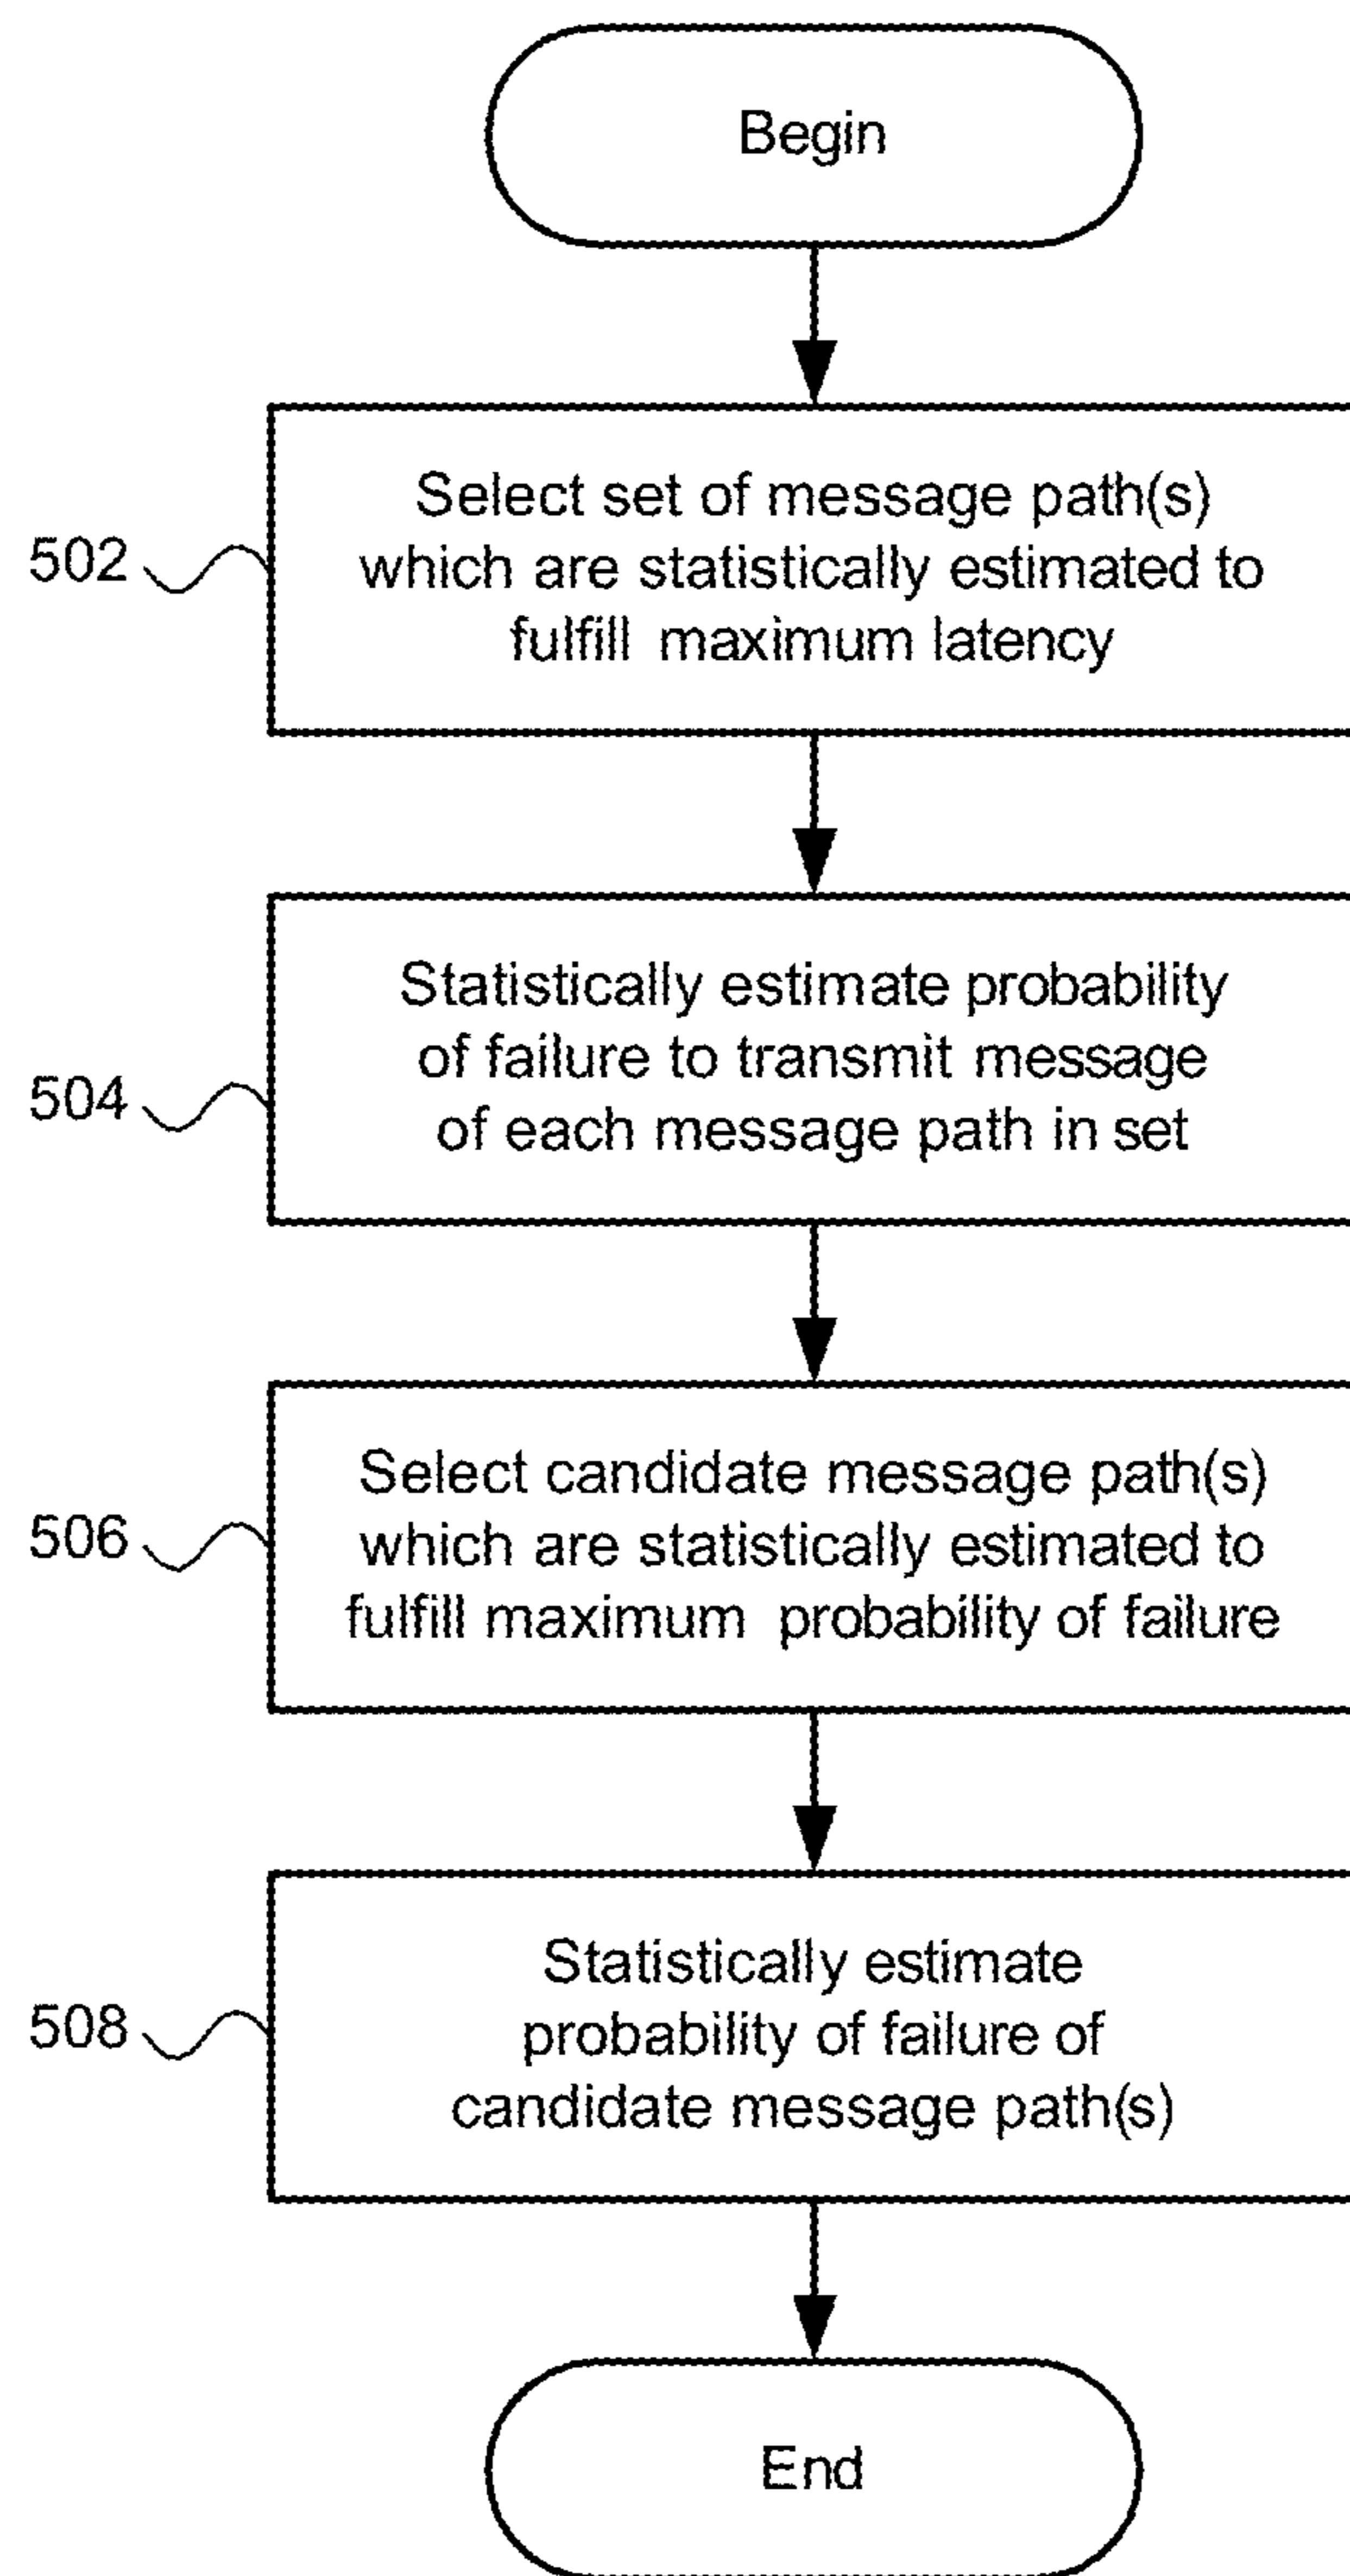 Begin
502
Select set of message path(s)
which are statistically estimated to
fulfill maximum latency
504
Statistically estimate probability
of failure to transmit message
of each message path in set
506
Select candidate message path(s)
which are statistically estimated to
fulfill maximum probability of failure
508
Statistically estimate
probability of failure of
candidate message path(s)
End